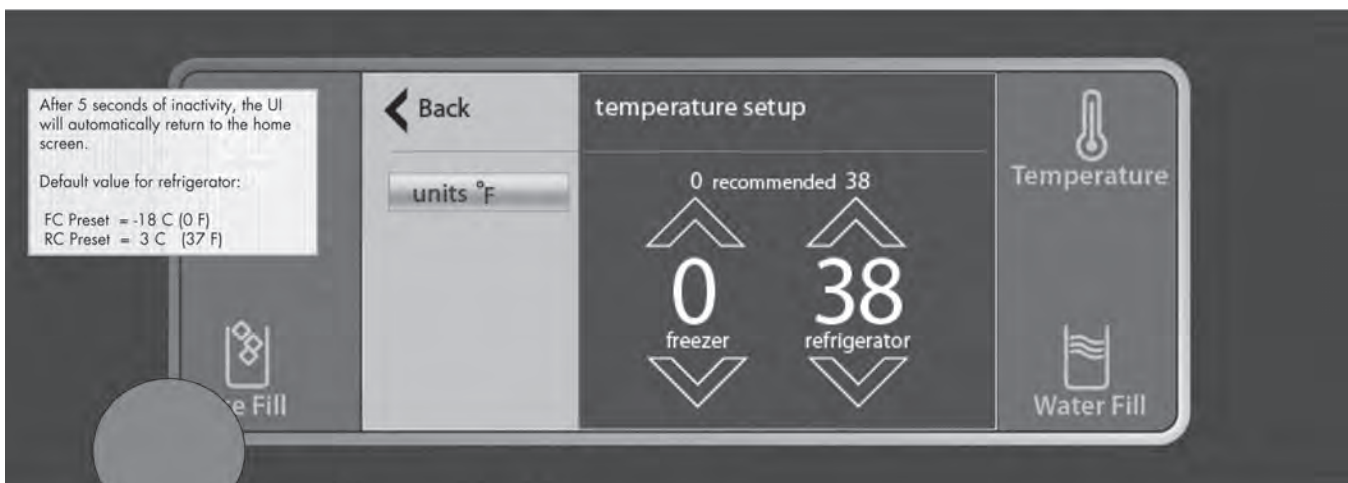 After 5 seconds of inactivity, the UI
will automatically return to the home
screen.
Default value for refrigerator:
FC Preset = -18 C (0 F)
RC Preset = 3 C (37 F)
Back
units °F
temperature setup
0 recommended 38
0
38
freezer
refrigerator
Temperature
Fill
Water Fill